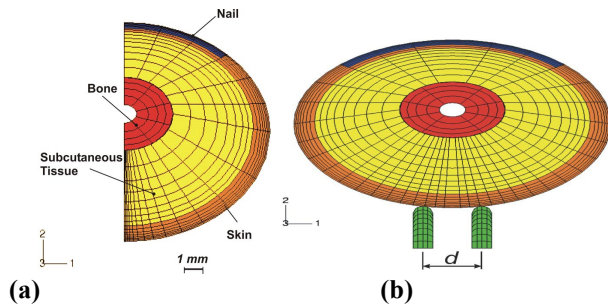 Nail
Bone
Subcutaneous
Tissue
Skin
2
3 1
1 mm
(a)
2
3 1
d
(b)